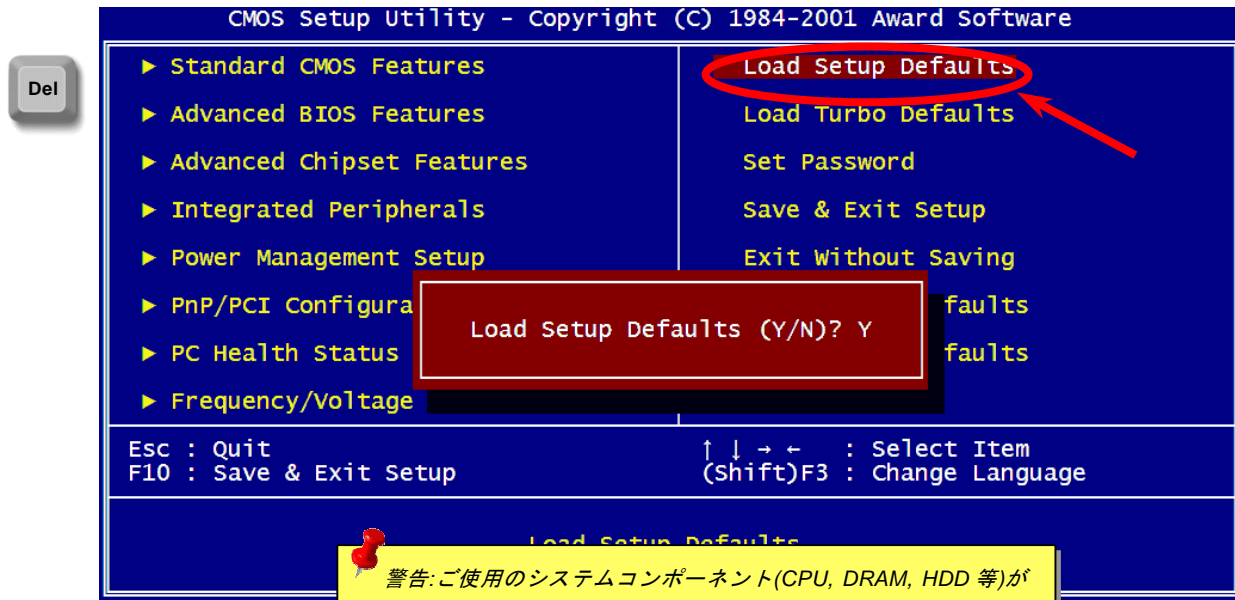 CMOS Setup Utility – Copyright (C) 1984-2001 Award Software
Del
► Standard CMOS Features
► Advanced BIOS Features
► Advanced Chipset Features
► Integrated Peripherals
► Power Management Setup
► PnP/PCI Configura
► PC Health Status
► Frequency/Voltage
Load Setup Defaults
Load Turbo Defaults
Set Password
Save & Exit Setup
Exit Without Saving
faults
faults
Load Setup Defaults (Y/N)? Y
Esc : Quit
F10 : Save & Exit Setup
↑ ↓ → ← : Select Item
(Shift)F3 : Change Language
Load Setup Defaults
警告:ご使用のシステムコンポーネント(CPU, DRAM, HDD 等)が